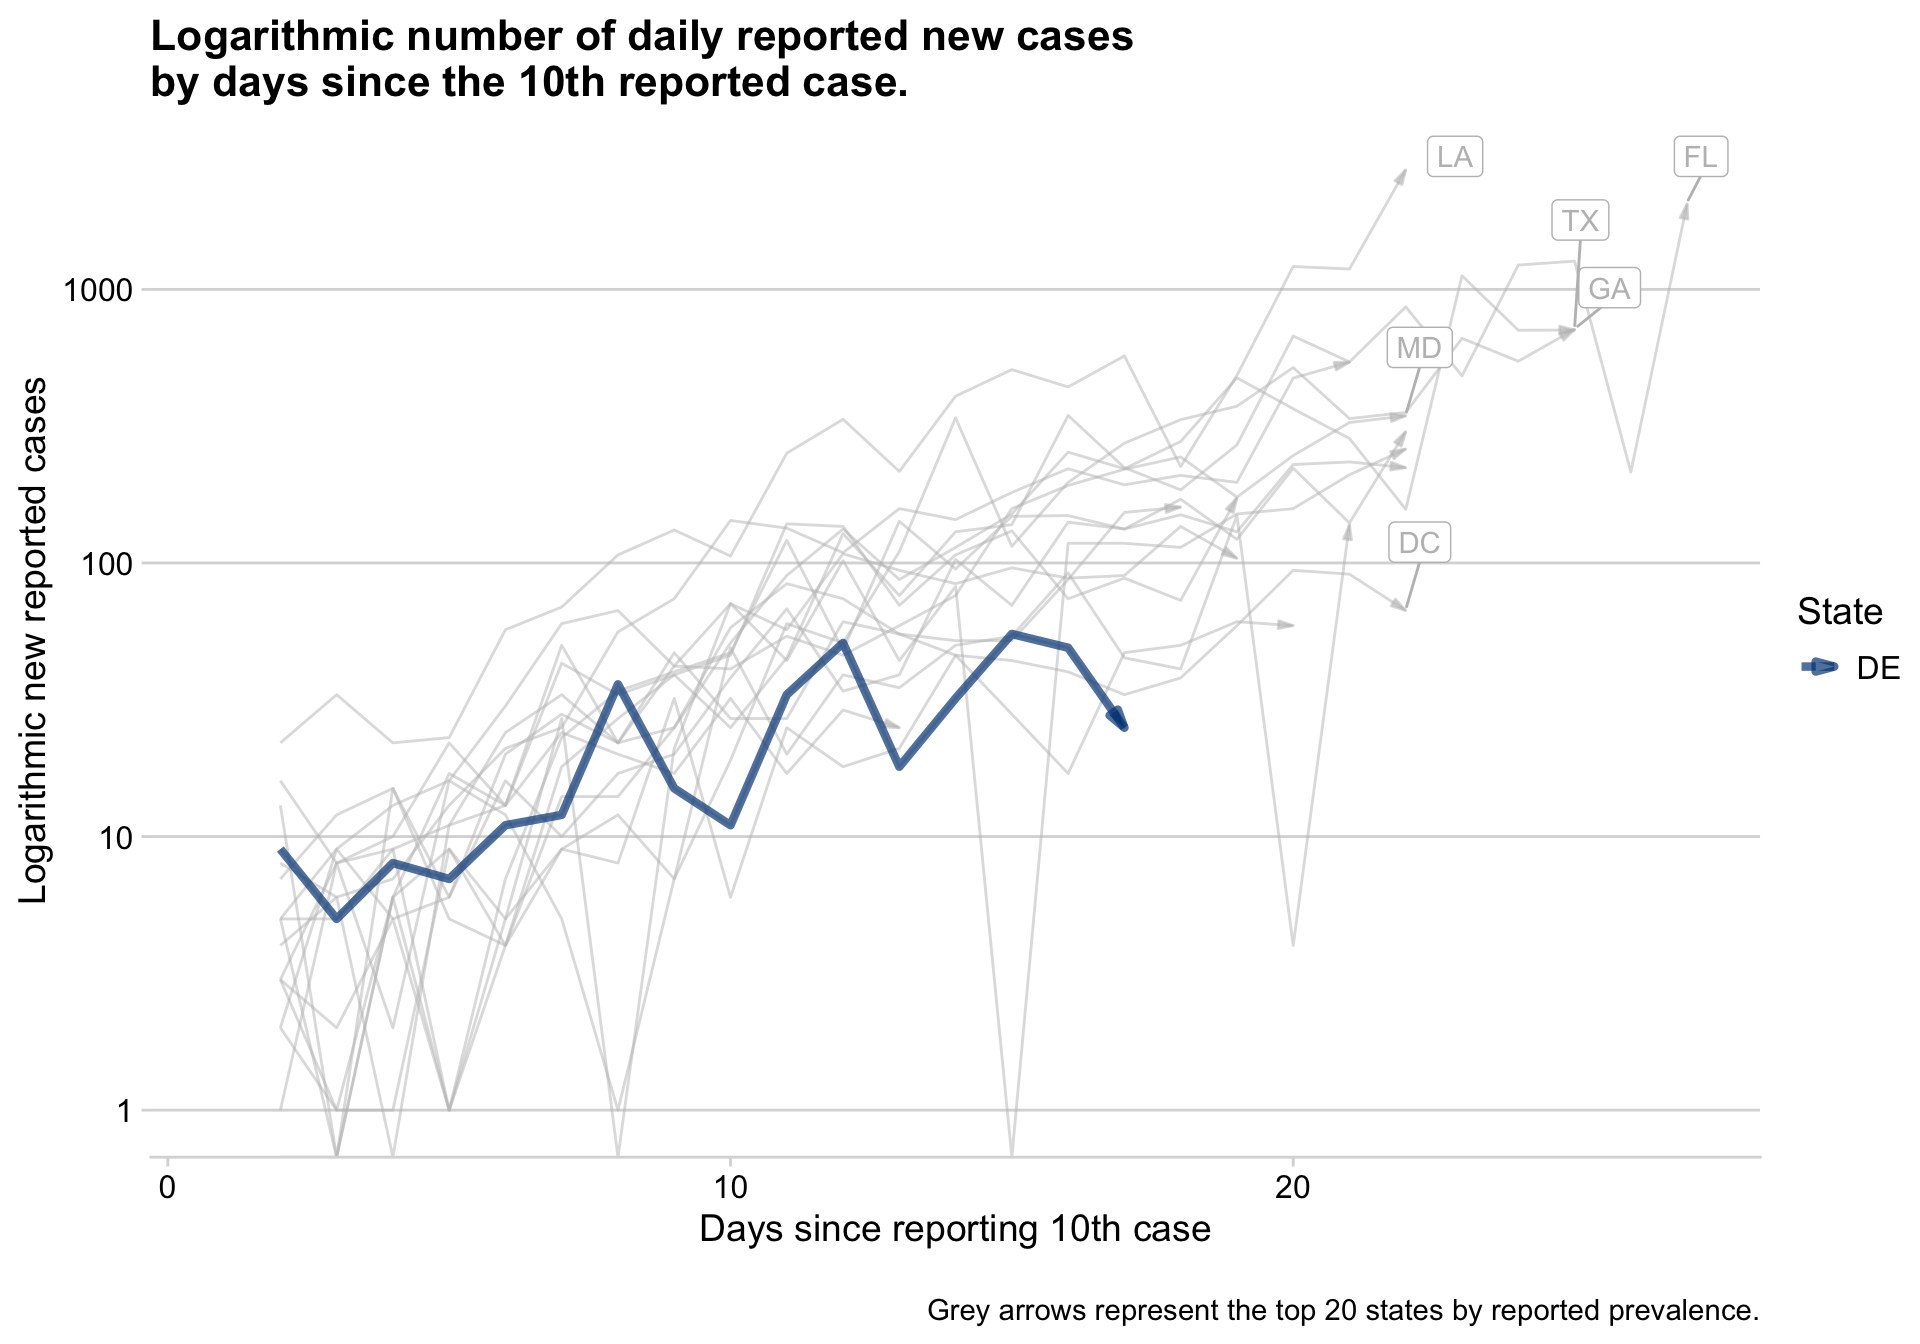 Logarithmic number of daily reported new cases
by days since the 10th reported case.
LA
FL
TX
GA
MD
DC
1000
100
10
1
Logarithmic new reported cases
0
10
20
Days since reporting 10th case
State
DE
Grey arrows represent the top 20 states by reported prevalence.